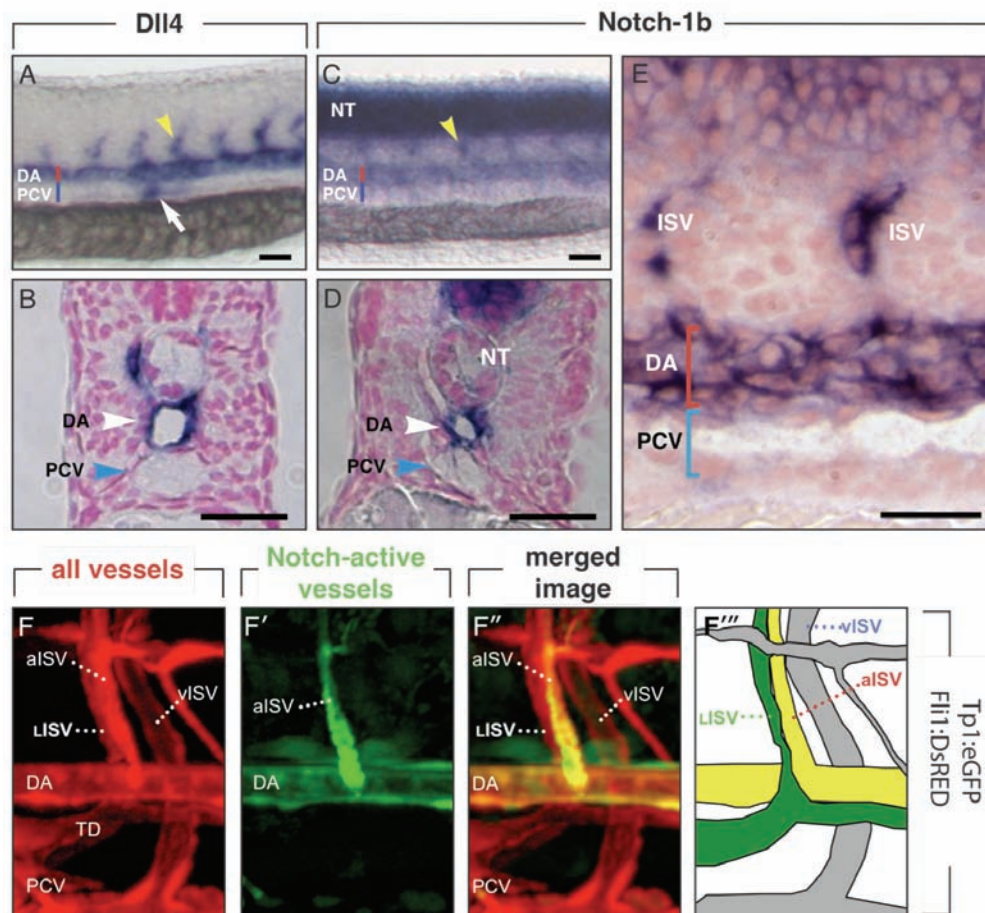 Dll4
Notch-1b
A
DA
PCV
C
NT
DA
PCV
E
ISV
ISV
DA
PCV
B
DA
PCV
D
NT
DA
PCV
all vessels
Notch-active
vessels
merged
image
F
aISV
vISV
LISV
DA
TD
PCV
F′
aISV
DA
F″
aISV
vISV
LISV
DA
PCV
F‴
vISV
aISV
LISV
Tp1:eGFP
Fli1:DsRED